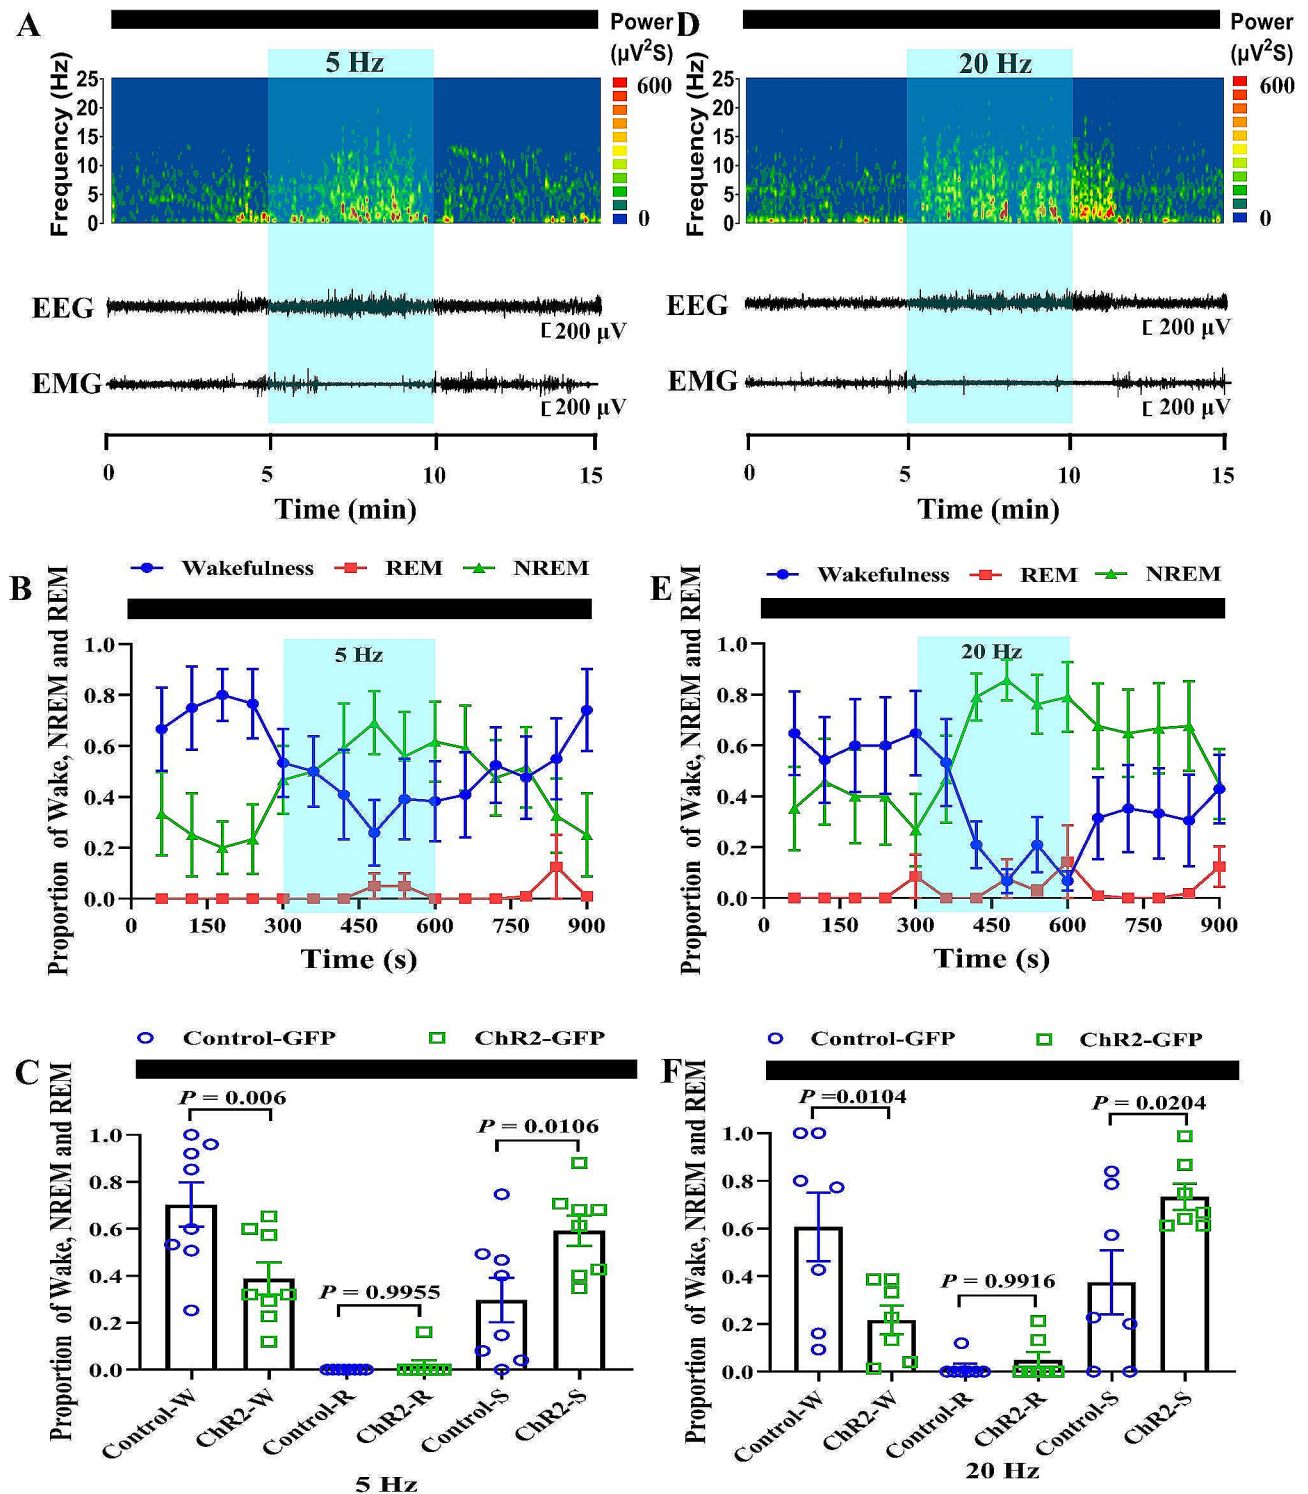 A
Power
(μV²S)
5 Hz
600
0
Frequency (Hz)
25
20
15
10
5
0
EEG
200 μV
EMG
200 μV
0 5 10 15
Time (min)
D
Power
(μV²S)
20 Hz
600
0
Frequency (Hz)
25
20
15
10
5
0
EEG
200 μV
EMG
200 μV
0 5 10 15
Time (min)
B
Wakefulness REM NREM
Proportion of Wake, NREM and REM
5 Hz
1.0
0.8
0.6
0.4
0.2
0.0
0 150 300 450 600 750 900
Time (s)
E
Wakefulness REM NREM
Proportion of Wake, NREM and REM
20 Hz
1.0
0.8
0.6
0.4
0.2
0.0
0 150 300 450 600 750 900
Time (s)
C
Control-GFP ChR2-GFP
Proportion of Wake, NREM and REM
P = 0.006
P = 0.0106
P = 0.9955
1.0
0.8
0.6
0.4
0.2
0.0
Control-W ChR2-W Control-R ChR2-R Control-S ChR2-S
5 Hz
F
Control-GFP ChR2-GFP
Proportion of Wake, NREM and REM
P =0.0104
P = 0.0204
P = 0.9916
1.0
0.8
0.6
0.4
0.2
0.0
Control-W ChR2-W Control-R ChR2-R Control-S ChR2-S
20 Hz